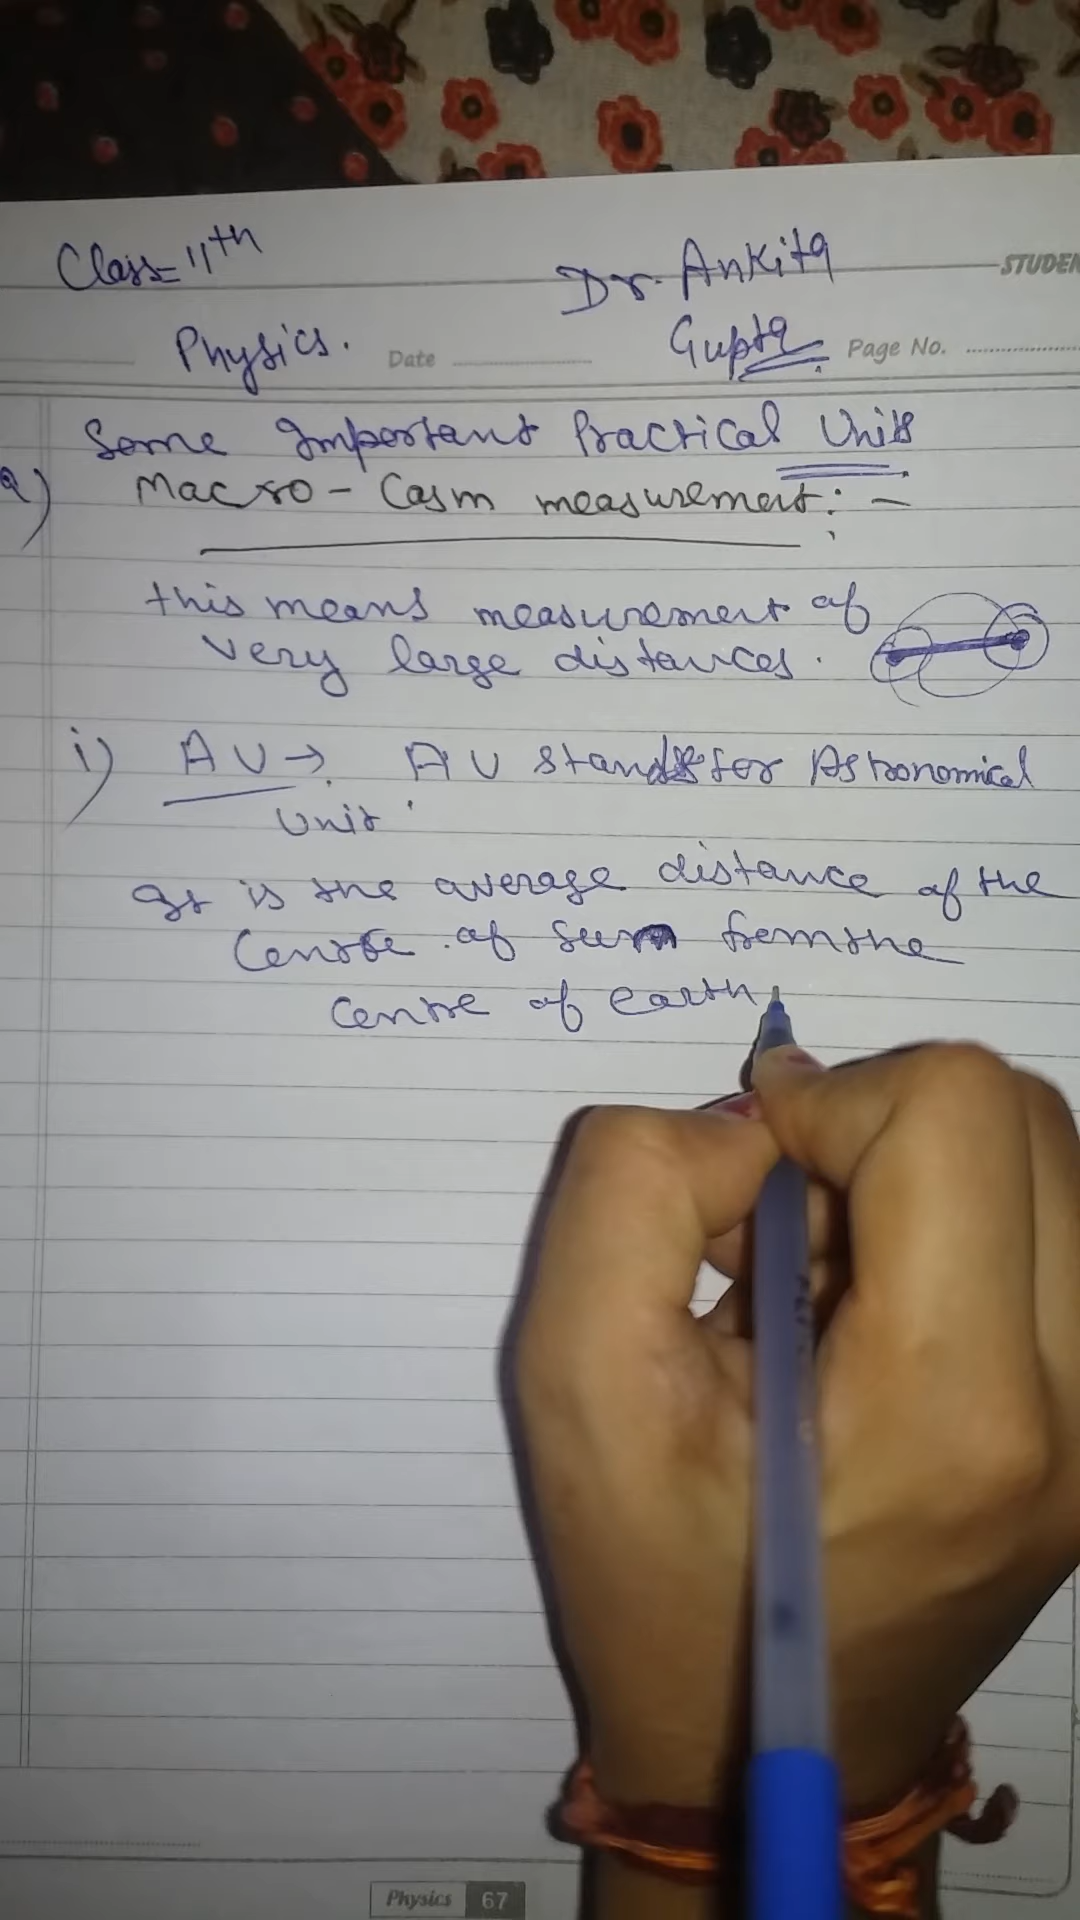 Class-11th
Dr. Ankita
STUDEN
Physics.
Date
Gupta
Page No.
Some Important Practical Units
a) Macro-Cosm measurement:-
this means measurement of
very large distances.
i) AU→ AU stands for Astronomical
Unit
It is the average distance of the
Centre of sun from the
centre of earth
Physics 67